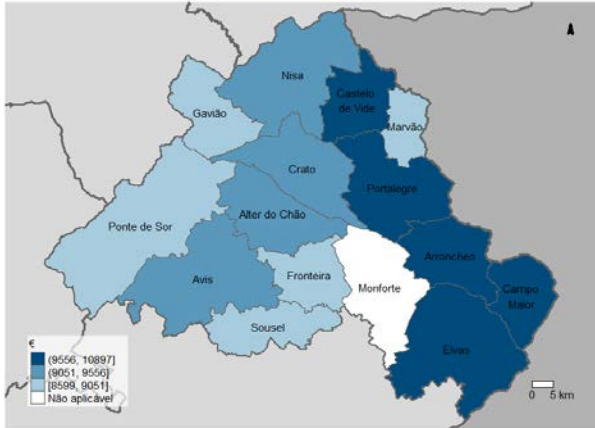 Nisa
Castelo
de Vide
Gavião
Marvão
Crato
Portalegre
Alter do Chão
Ponte de Sor
Arronches
Avis
Fronteira
Monforte
Campo
Maior
Sousel
Elvas
€
(9556, 10897]
(9051, 9556]
[8599, 9051]
Não aplicável
0 5 km